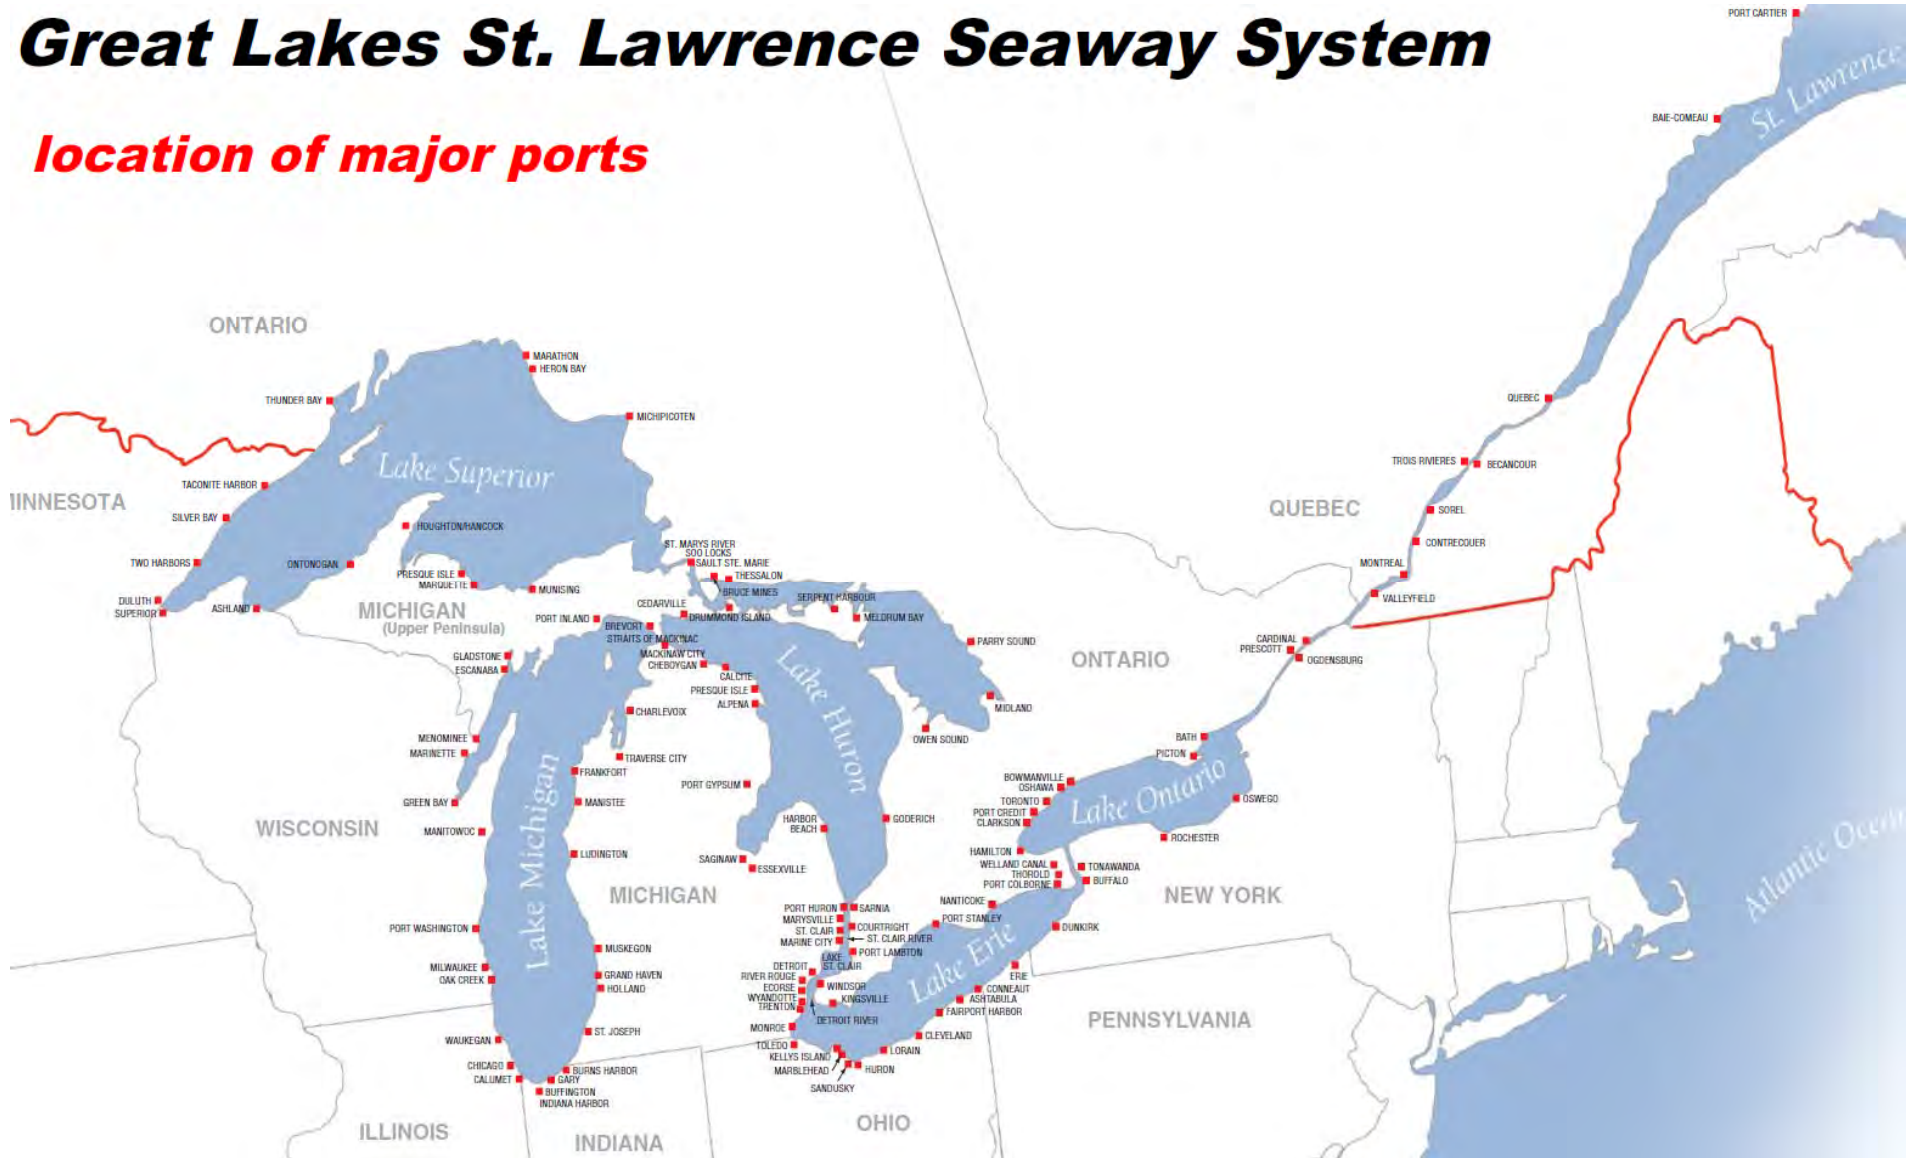 Great Lakes St. Lawrence Seaway System
location of major ports
PORT CARTIER
St. Lawrence
BAIE-COMEAU
ONTARIO
MARATHON
HERON BAY
THUNDER BAY
MICHIPICOTEN
QUEBEC
Lake Superior
TROIS RIVIERES
BECANCOUR
TACONITE HARBOR
MINNESOTA
QUEBEC
SILVER BAY
SOREL
HOUGHTON/HANCOCK
CONTRECOUER
ST. MARYS RIVER
SOO LOCKS
SAULT STE. MARIE
TWO HARBORS
ONTONOGAN
MONTREAL
PRESQUE ISLE
THESSALON
MARQUETTE
MUNISING
BRUCE MINES
SERPENT HARBOUR
VALLEYFIELD
DULUTH
SUPERIOR
ASHLAND
MICHIGAN
(Upper Peninsula)
CEDARVILLE
PORT INLAND
DRUMMOND ISLAND
MELDRUM BAY
BREVORT
STRAITS OF MACKINAC
PARRY SOUND
CARDINAL
PRESCOTT
OGDENSBURG
MACKINAW CITY
GLADSTONE
CHEBOYGAN
ESCANABA
ONTARIO
CALCITE
Lake Huron
PRESQUE ISLE
ALPENA
CHARLEVOIX
MIDLAND
MENOMINEE
OWEN SOUND
BATH
MARINETTE
PICTON
TRAVERSE CITY
FRANKFORT
BOWMANVILLE
OSHAWA
Lake Ontario
PORT GYPSUM
GREEN BAY
MANISTEE
TORONTO
OSWEGO
PORT CREDIT
CLARKSON
Lake Michigan
WISCONSIN
MANITOWOC
HARBOR
BEACH
GODERICH
ROCHESTER
Atlantic Ocean
LUDINGTON
HAMILTON
SAGINAW
ESSEXVILLE
WELLAND CANAL
TONAWANDA
THOROLD
PORT COLBORNE
BUFFALO
MICHIGAN
NEW YORK
NANTICOKE
PORT HURON
SARNIA
MARYSVILLE
PORT STANLEY
ST. CLAIR
COURTRIGHT
DUNKIRK
PORT WASHINGTON
MARINE CITY
ST. CLAIR RIVER
Lake Erie
MUSKEGON
PORT LAMBTON
LAKE
ST. CLAIR
MILWAUKEE
DETROIT
OAK CREEK
GRAND HAVEN
RIVER ROUGE
ERIE
HOLLAND
ECORSE
WINDSOR
CONNEAUT
WYANDOTTE
KINGSVILLE
ASHTABULA
TRENTON
FAIRPORT HARBOR
DETROIT RIVER
PENNSYLVANIA
MONROE
ST. JOSEPH
WAUKEGAN
CLEVELAND
TOLEDO
LORAIN
KELLYS ISLAND
CHICAGO
BURNS HARBOR
MARBLEHEAD
HURON
CALUMET
GARY
SANDUSKY
BUFFINGTON
INDIANA HARBOR
OHIO
ILLINOIS
INDIANA